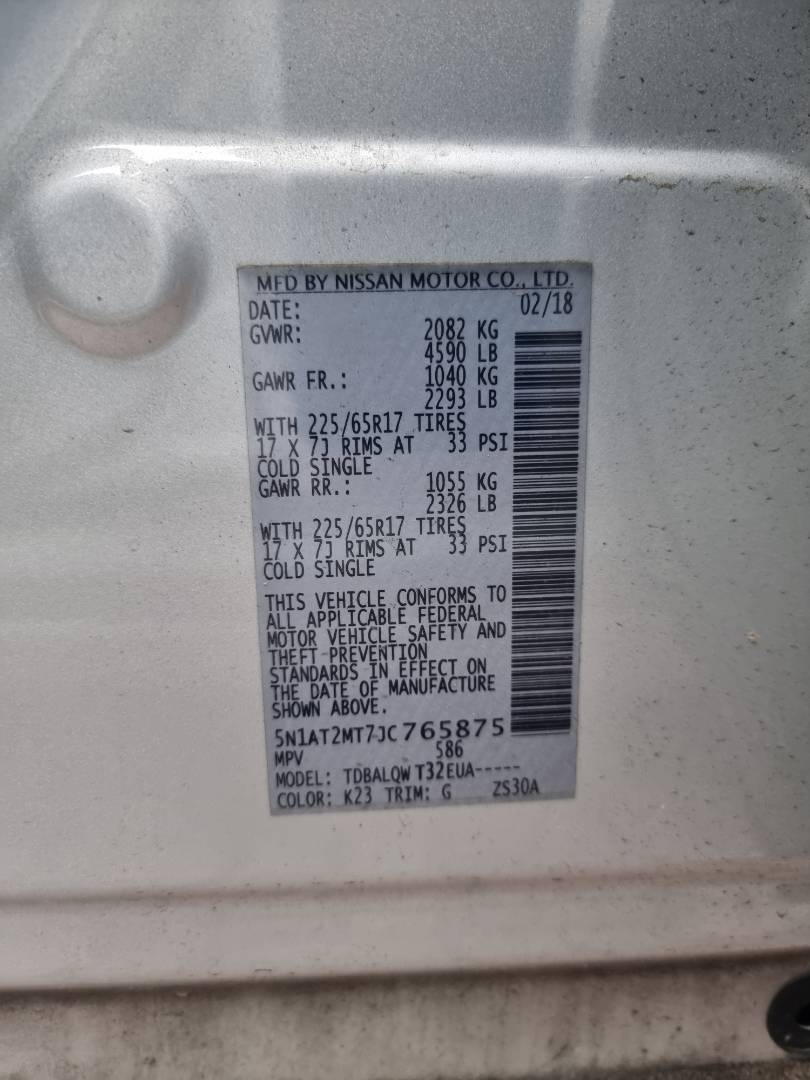 MFD BY NISSAN MOTOR CO., LTD.
DATE: 02/18
GVWR: 2082 KG
4590 LB
GAWR FR.: 1040 KG
2293 LB
WITH 225/65R17 TIRES
17 X 7J RIMS AT 33 PSI
COLD SINGLE
GAWR RR.: 1055 KG
2326 LB
WITH 225/65R17 TIRES
17 X 7J RIMS AT 33 PSI
COLD SINGLE
THIS VEHICLE CONFORMS TO
ALL APPLICABLE FEDERAL
MOTOR VEHICLE SAFETY AND
THEFT PREVENTION
STANDARDS IN EFFECT ON
THE DATE OF MANUFACTURE
SHOWN ABOVE.
5N1AT2MT7JC765875
MPV 586
MODEL: TDBALQW T32EUA-----
COLOR: K23 TRIM: G ZS30A